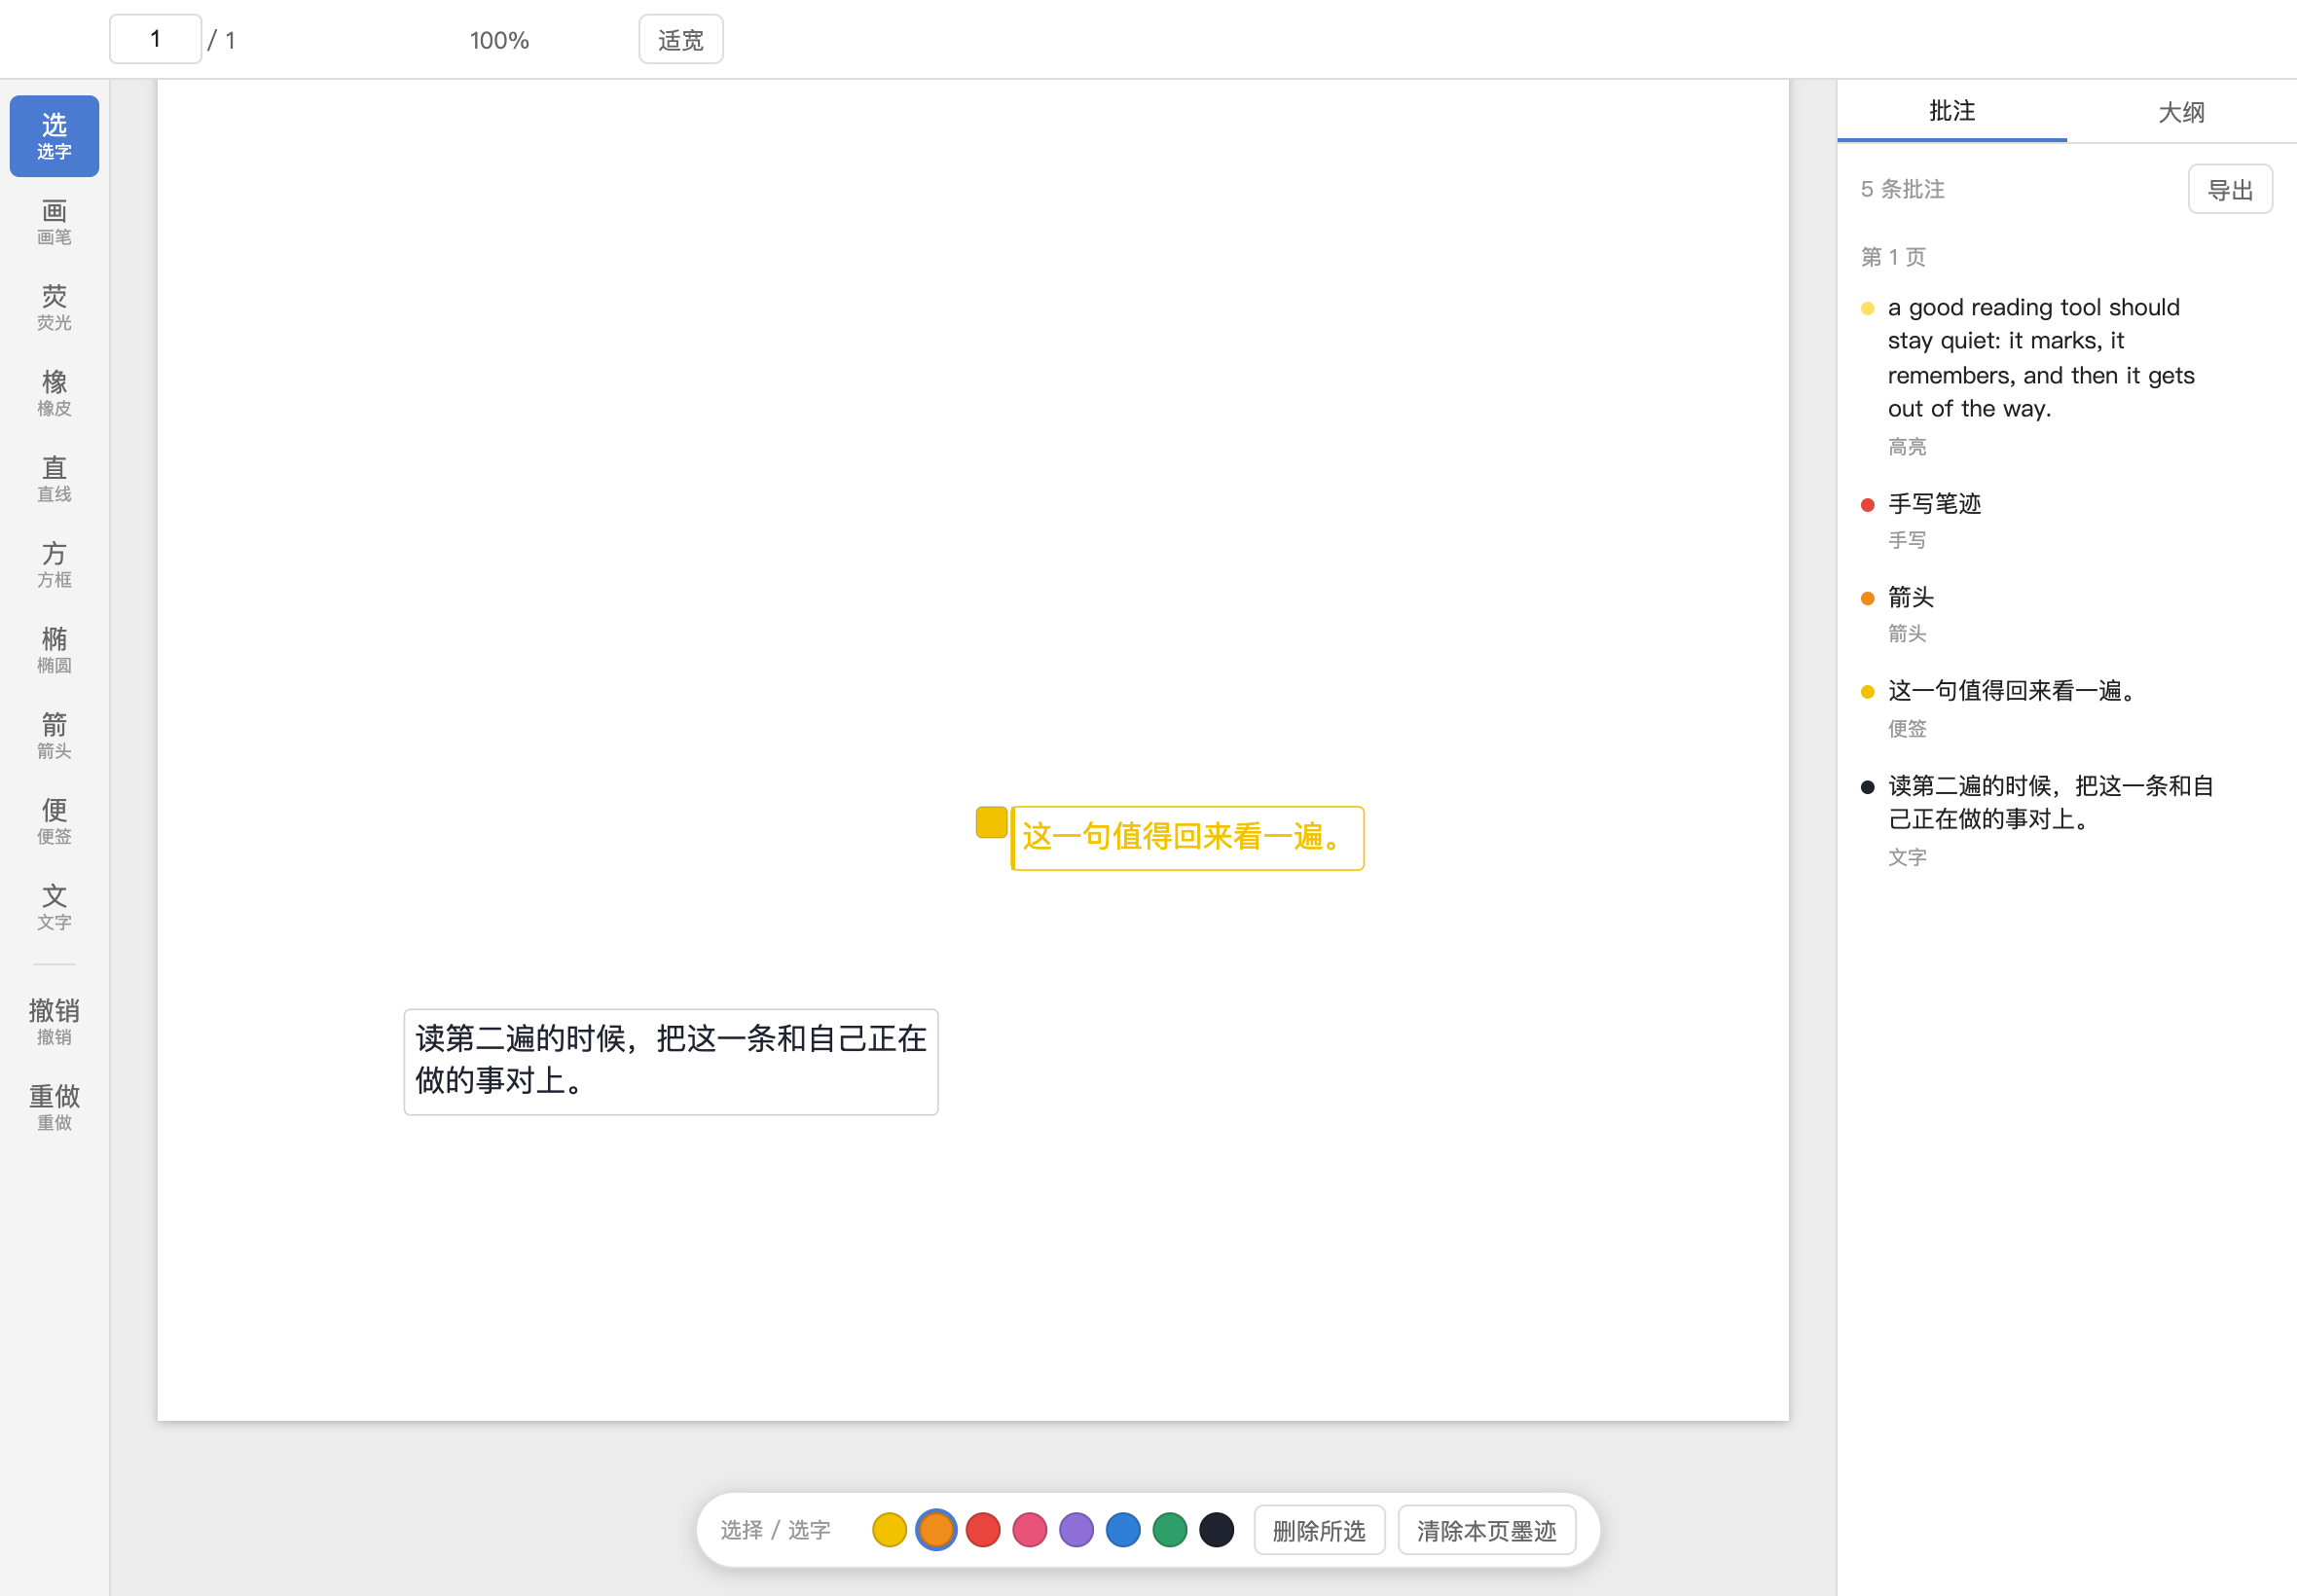 1 / 1 100% 适宽
选
选字
画
画笔
荧
荧光
橡
橡皮
直
直线
方
方框
椭
椭圆
箭
箭头
便
便签
文
文字
撤销
撤销
重做
重做
这一句值得回来看一遍。
读第二遍的时候，把这一条和自己正在
做的事对上。
选择 / 选字 删除所选 清除本页墨迹
批注 大纲
5 条批注 导出
第 1 页
a good reading tool should
stay quiet: it marks, it
remembers, and then it gets
out of the way.
高亮
手写笔迹
手写
箭头
箭头
这一句值得回来看一遍。
便签
读第二遍的时候，把这一条和自
己正在做的事对上。
文字